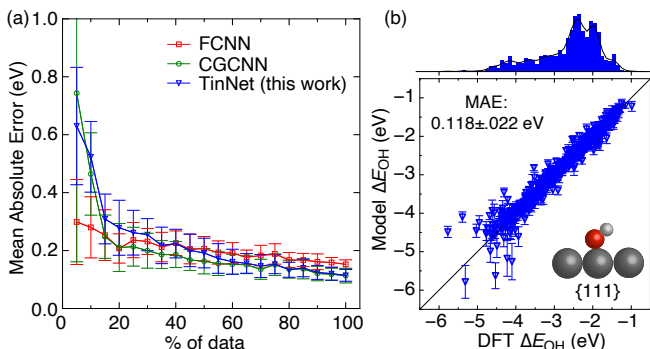 (a)
1.0
0.8
0.6
0.4
0.2
0.0
Mean Absolute Error (eV)
FCNN
CGCNN
TinNet (this work)
0 20 40 60 80 100
% of data
(b)
MAE:
0.118±.022 eV
−1
−2
−3
−4
−5
−6
Model ΔE_OH (eV)
{111}
−6 −5 −4 −3 −2 −1
DFT ΔE_OH (eV)